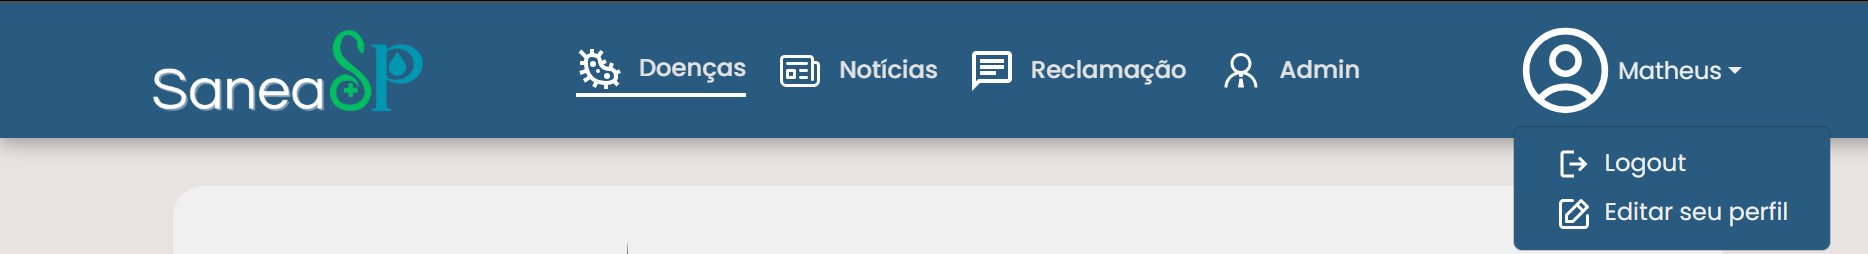 SaneaSP
Doenças
Notícias
Reclamação
Admin
Matheus
Logout
Editar seu perfil